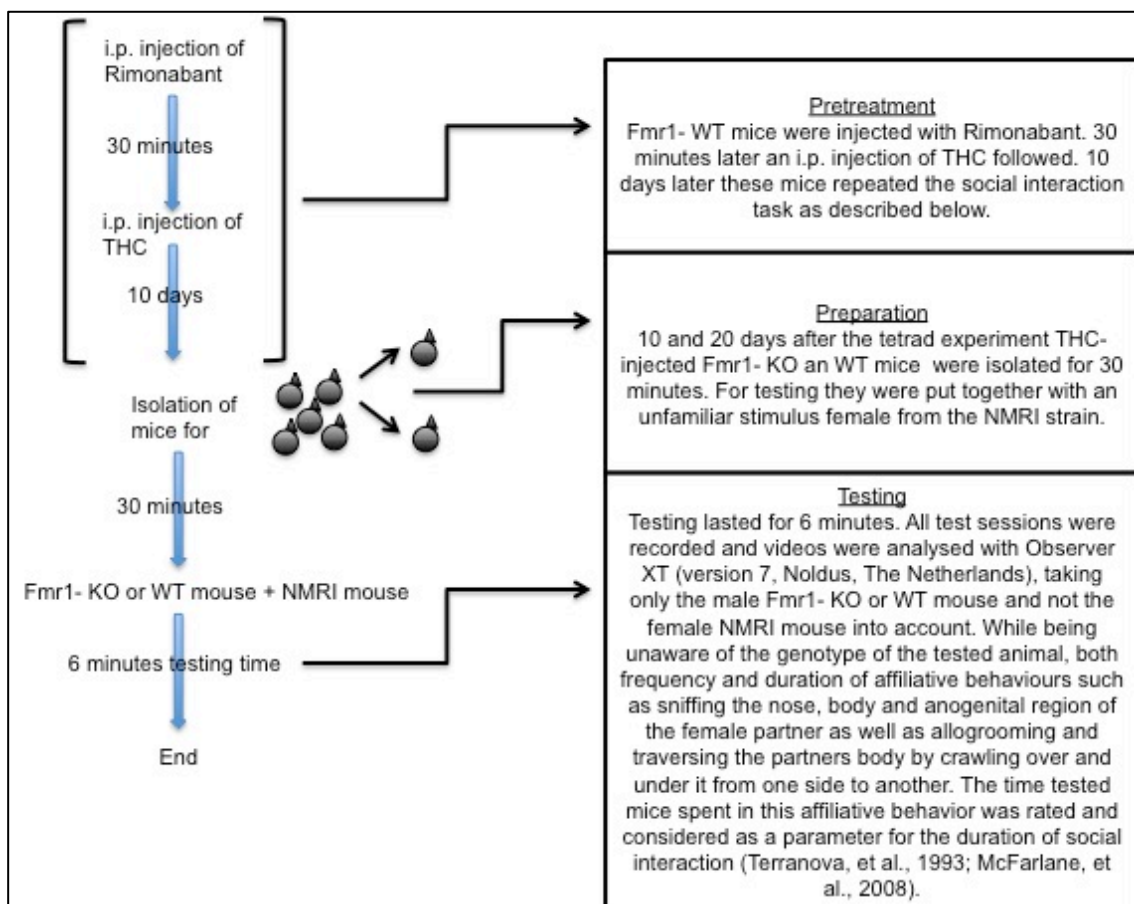 i.p. injection of
Rimonabant
30 minutes
i.p. injection of
THC
10 days
Isolation of
mice for
30 minutes
Fmr1- KO or WT mouse + NMRI mouse
6 minutes testing time
End
Pretreatment
Fmr1- WT mice were injected with Rimonabant. 30
minutes later an i.p. injection of THC followed. 10
days later these mice repeated the social interaction
task as described below.
Preparation
10 and 20 days after the tetrad experiment THC-
injected Fmr1- KO an WT mice were isolated for 30
minutes. For testing they were put together with an
unfamiliar stimulus female from the NMRI strain.
Testing
Testing lasted for 6 minutes. All test sessions were
recorded and videos were analysed with Observer
XT (version 7, Noldus, The Netherlands), taking
only the male Fmr1- KO or WT mouse and not the
female NMRI mouse into account. While being
unaware of the genotype of the tested animal, both
frequency and duration of affiliative behaviours such
as sniffing the nose, body and anogenital region of
the female partner as well as allogrooming and
traversing the partners body by crawling over and
under it from one side to another. The time tested
mice spent in this affiliative behavior was rated and
considered as a parameter for the duration of social
interaction (Terranova, et al., 1993; McFarlane, et
al., 2008).